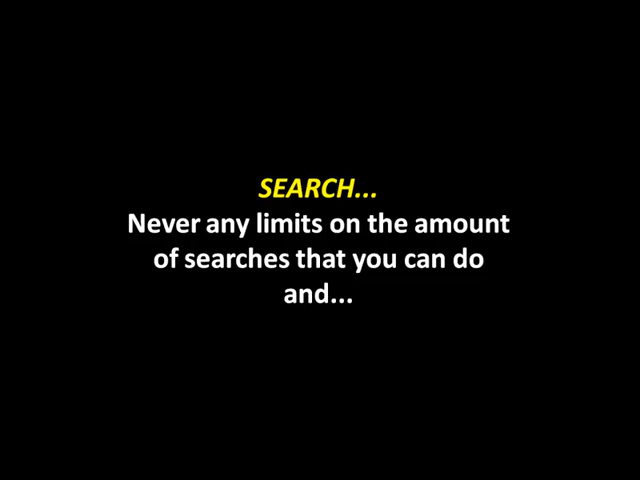 SEARCH...
Never any limits on the amount
of searches that you can do
and...